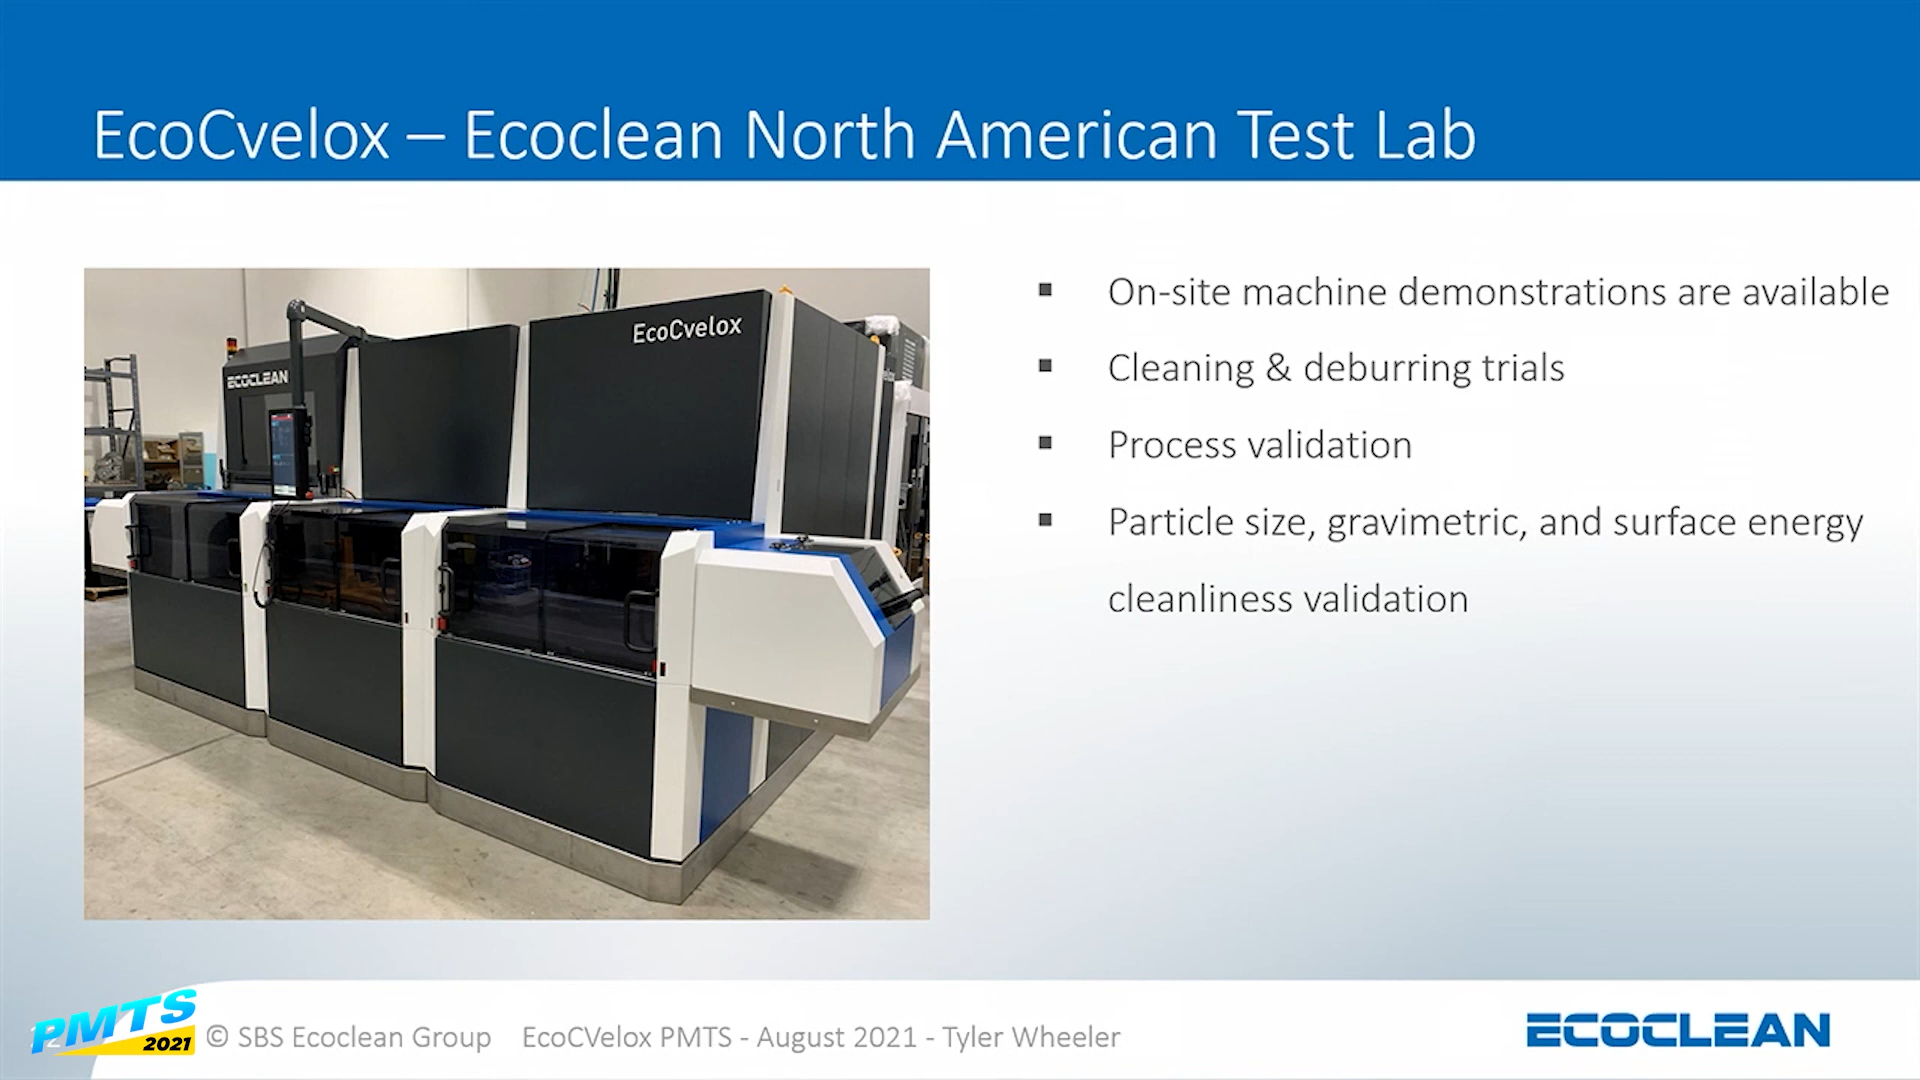 EcoCvelox – Ecoclean North American Test Lab
EcoCvelox
ECOCLEAN
▪ On-site machine demonstrations are available
▪ Cleaning & deburring trials
▪ Process validation
▪ Particle size, gravimetric, and surface energy
cleanliness validation
PMTS
2021
© SBS Ecoclean Group EcoCVelox PMTS - August 2021 - Tyler Wheeler
ECOCLEAN